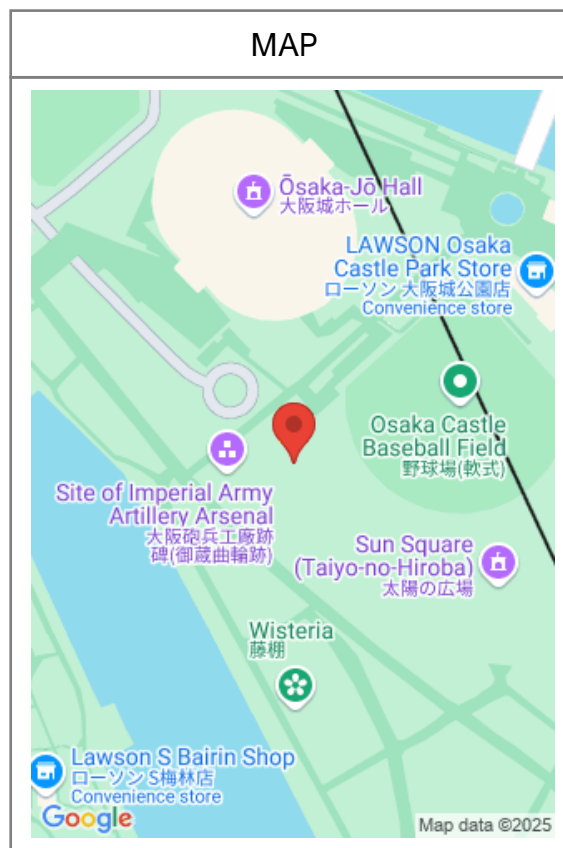 MAP
Ōsaka-Jō Hall
大阪城ホール
LAWSON Osaka
Castle Park Store
ローソン 大阪城公園店
Convenience store
Osaka Castle
Baseball Field
野球場(軟式)
Site of Imperial Army
Artillery Arsenal
大阪砲兵工廠跡
碑(御蔵曲輪跡)
Sun Square
(Taiyo-no-Hiroba)
太陽の広場
Wisteria
藤棚
Lawson S Bairin Shop
ローソン S梅林店
Convenience store
Google
Map data ©2025